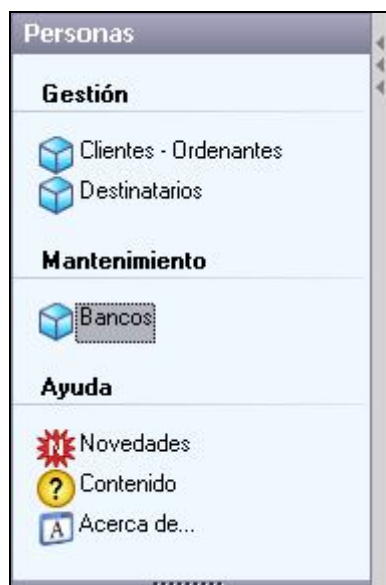 Personas
Gestión
Clientes - Ordenantes
Destinatarios
Mantenimiento
Bancos
Ayuda
N Novedades
? Contenido
A Acerca de...